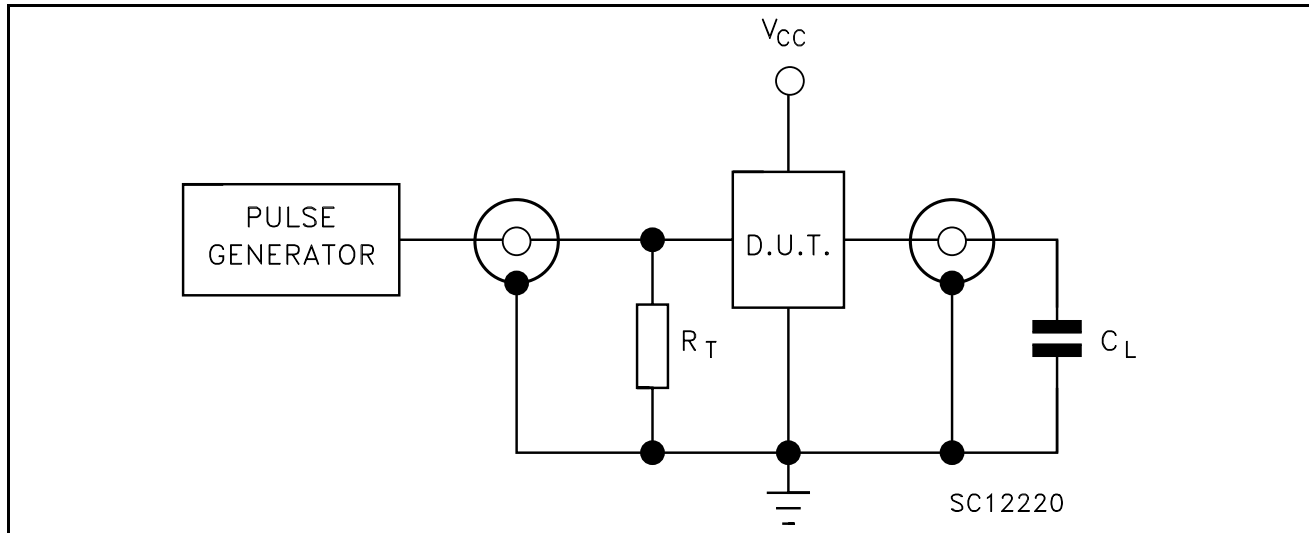 VCC
PULSE
GENERATOR
D.U.T.
RT
CL
SC12220